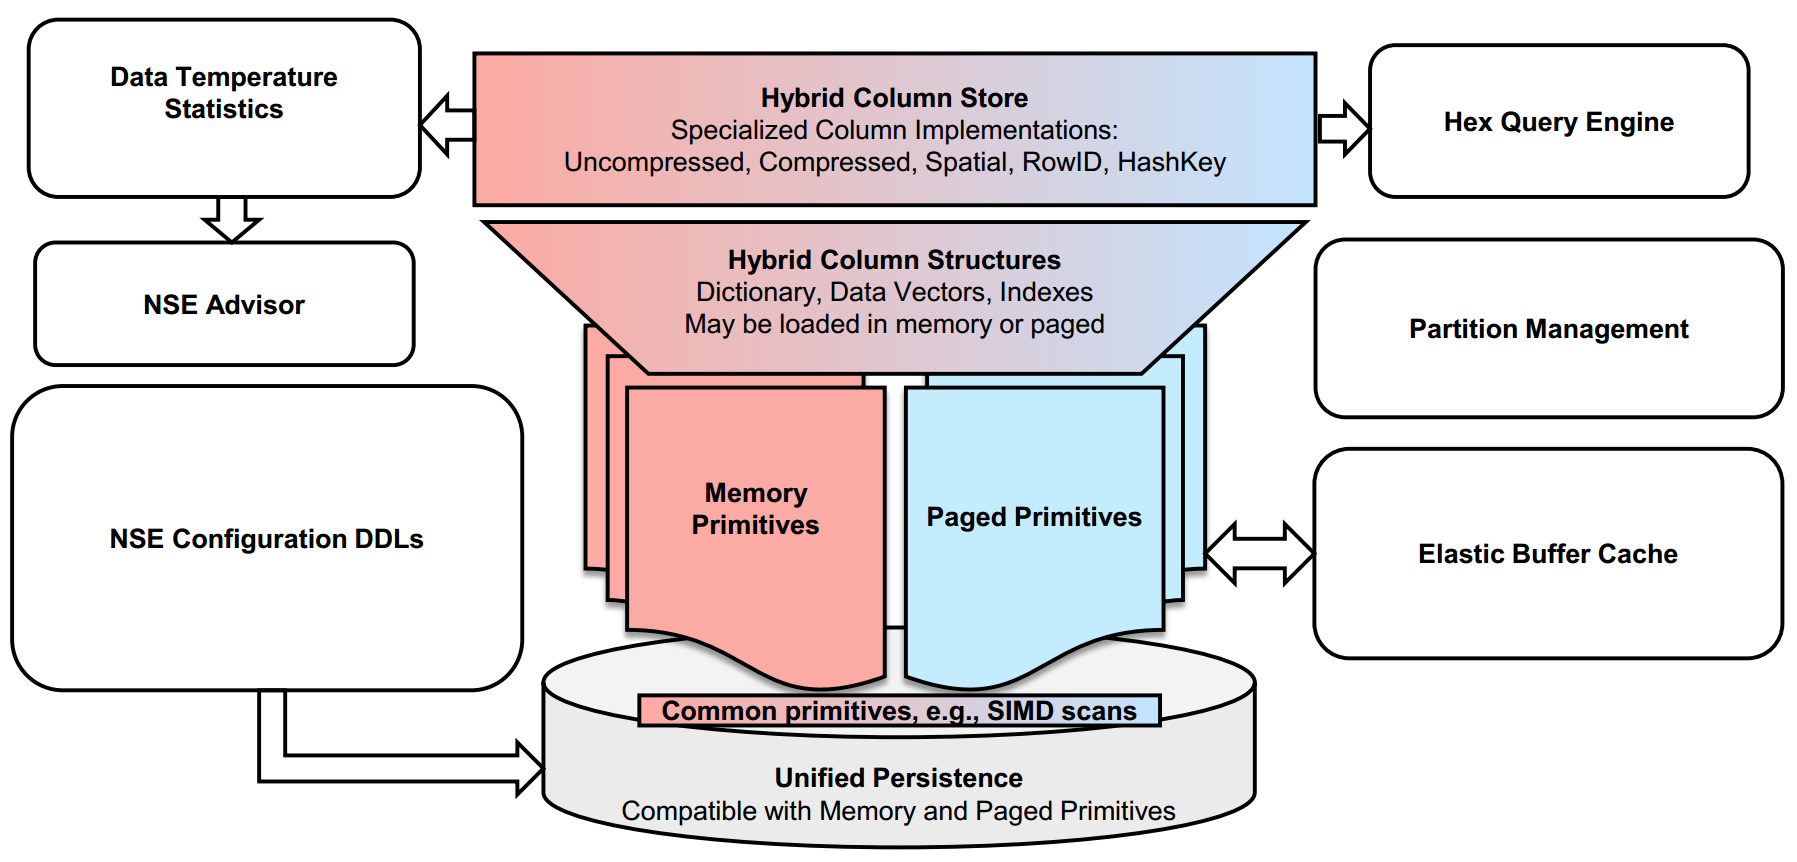 Data Temperature
Statistics
Hybrid Column Store
Specialized Column Implementations:
Uncompressed, Compressed, Spatial, RowID, HashKey
Hex Query Engine
Hybrid Column Structures
Dictionary, Data Vectors, Indexes
May be loaded in memory or paged
NSE Advisor
Partition Management
Memory
Primitives
Paged Primitives
NSE Configuration DDLs
Elastic Buffer Cache
Common primitives, e.g., SIMD scans
Unified Persistence
Compatible with Memory and Paged Primitives